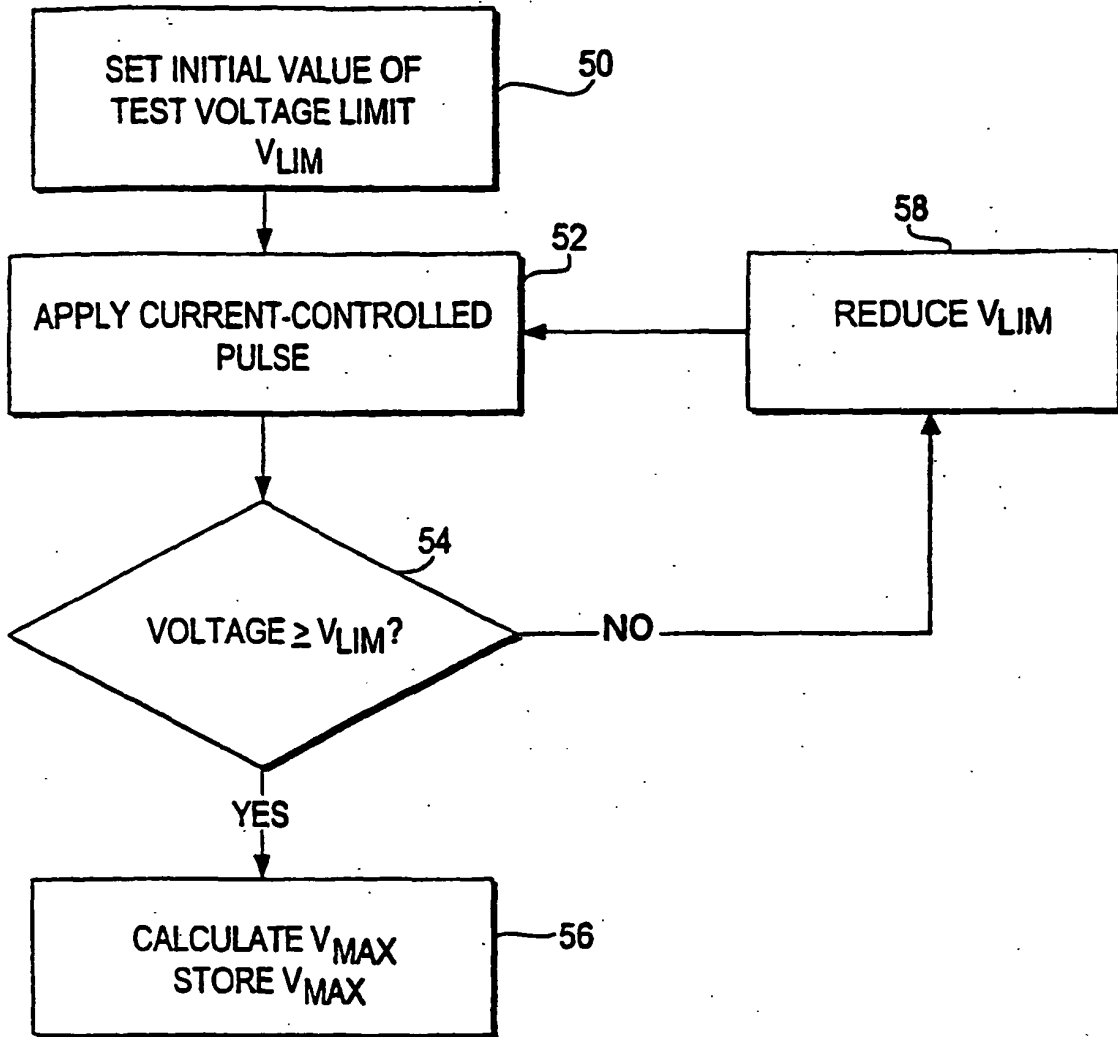 SET INITIAL VALUE OF
TEST VOLTAGE LIMIT
VLIM
50
APPLY CURRENT-CONTROLLED
PULSE
52
58
REDUCE VLIM
54
VOLTAGE ≥ VLIM?
NO
YES
CALCULATE VMAX
STORE VMAX
56